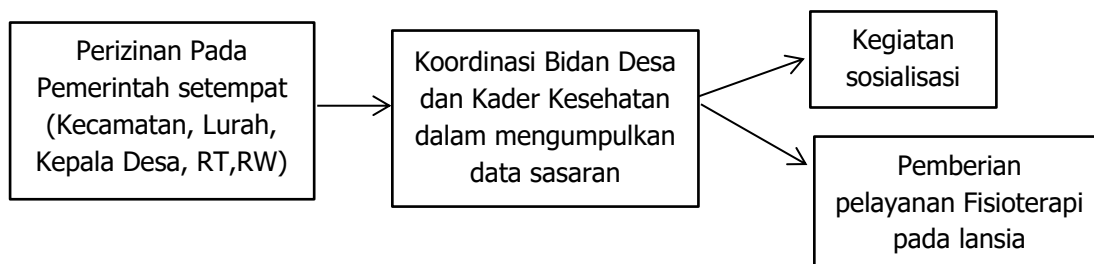 Perizinan Pada
Pemerintah setempat
(Kecamatan, Lurah,
Kepala Desa, RT,RW)
Koordinasi Bidan Desa
dan Kader Kesehatan
dalam mengumpulkan
data sasaran
Kegiatan
sosialisasi
Pemberian
pelayanan Fisioterapi
pada lansia